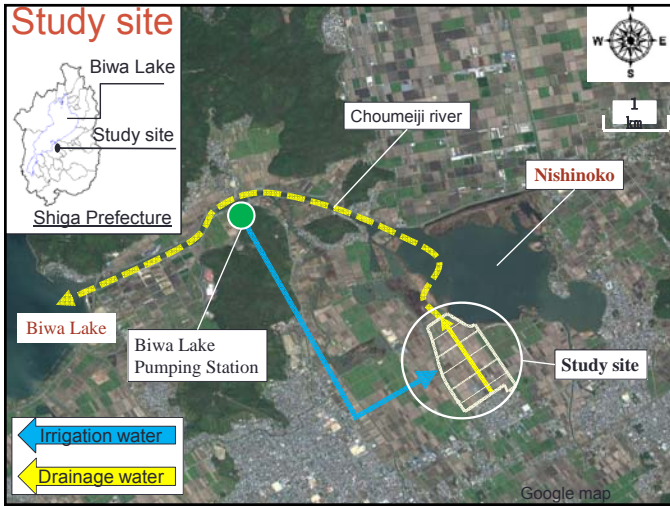 Study site
Biwa Lake
Study site
Shiga Prefecture
N
W
E
S
1
km
Choumeiji river
Nishinoko
Biwa Lake
Biwa Lake
Pumping Station
Study site
Irrigation water
Drainage water
Google map